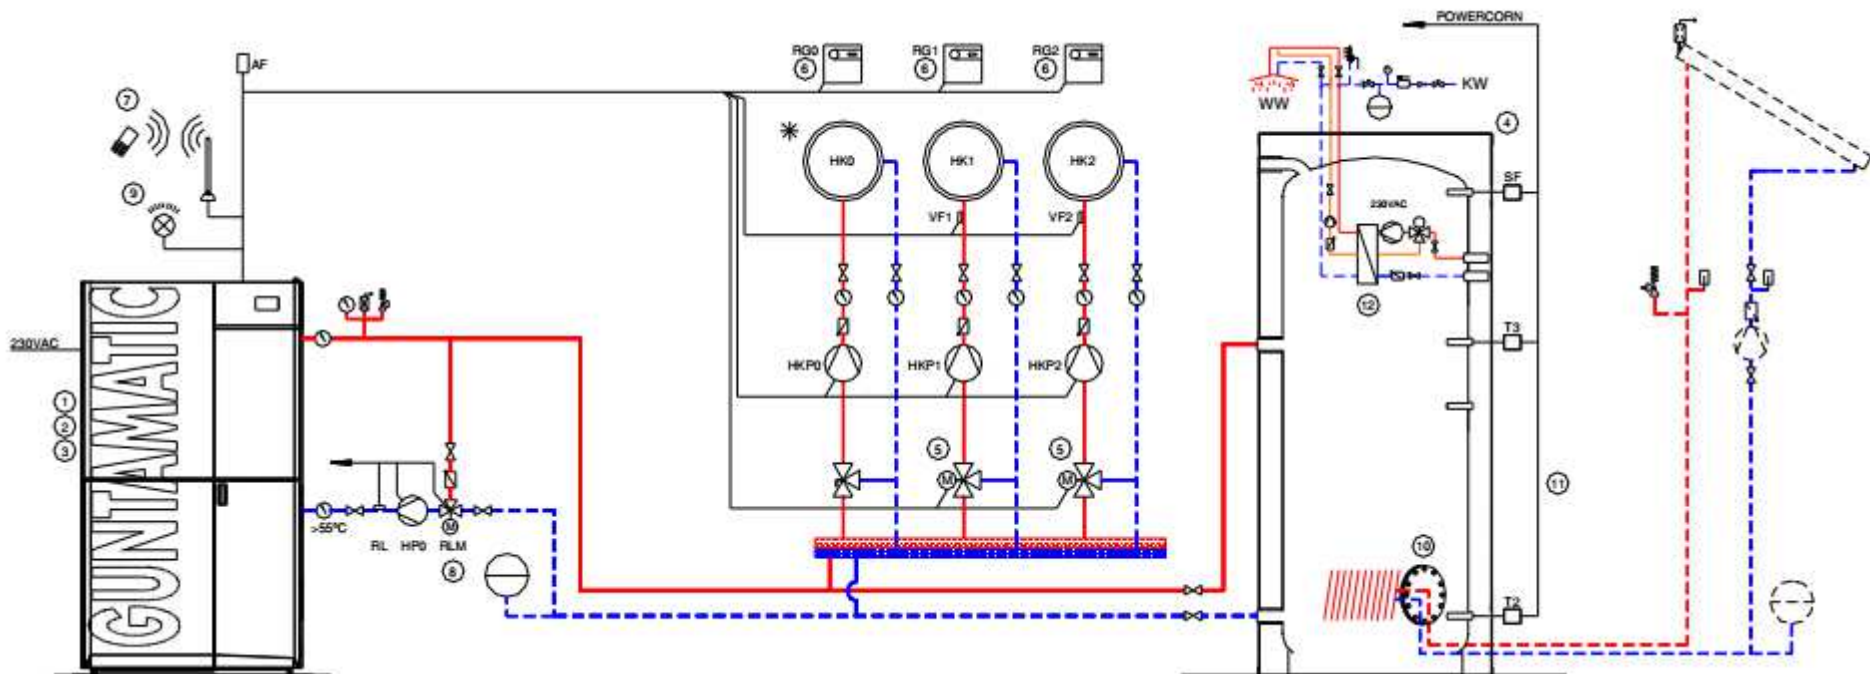 POWERCORN
AF
RG0
6
RG1
6
RG2
6
WW
KW
7
4
HK0
HK1
HK2
SF
9
VF1
VF2
230VAC
12
GUNTAMATIC
230VAC
HKP0
HKP1
HKP2
T3
1
2
3
5
M
5
M
11
>55°C
RL
HP0
M
RLM
8
10
T2